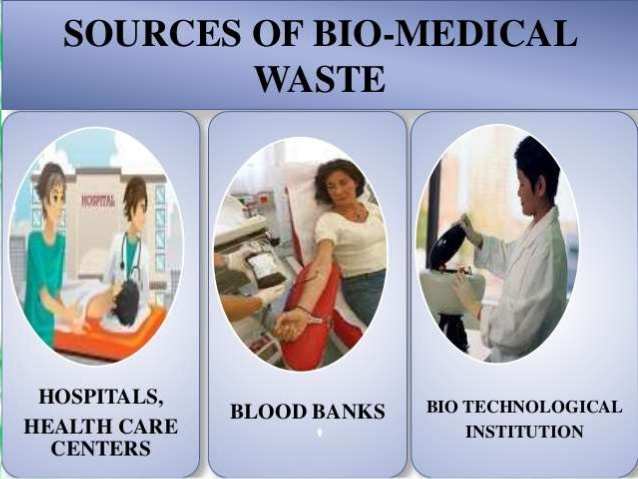 SOURCES OF BIO-MEDICAL
WASTE
HOSPITAL
HOSPITALS,
HEALTH CARE
CENTERS
BLOOD BANKS
BIO TECHNOLOGICAL
INSTITUTION